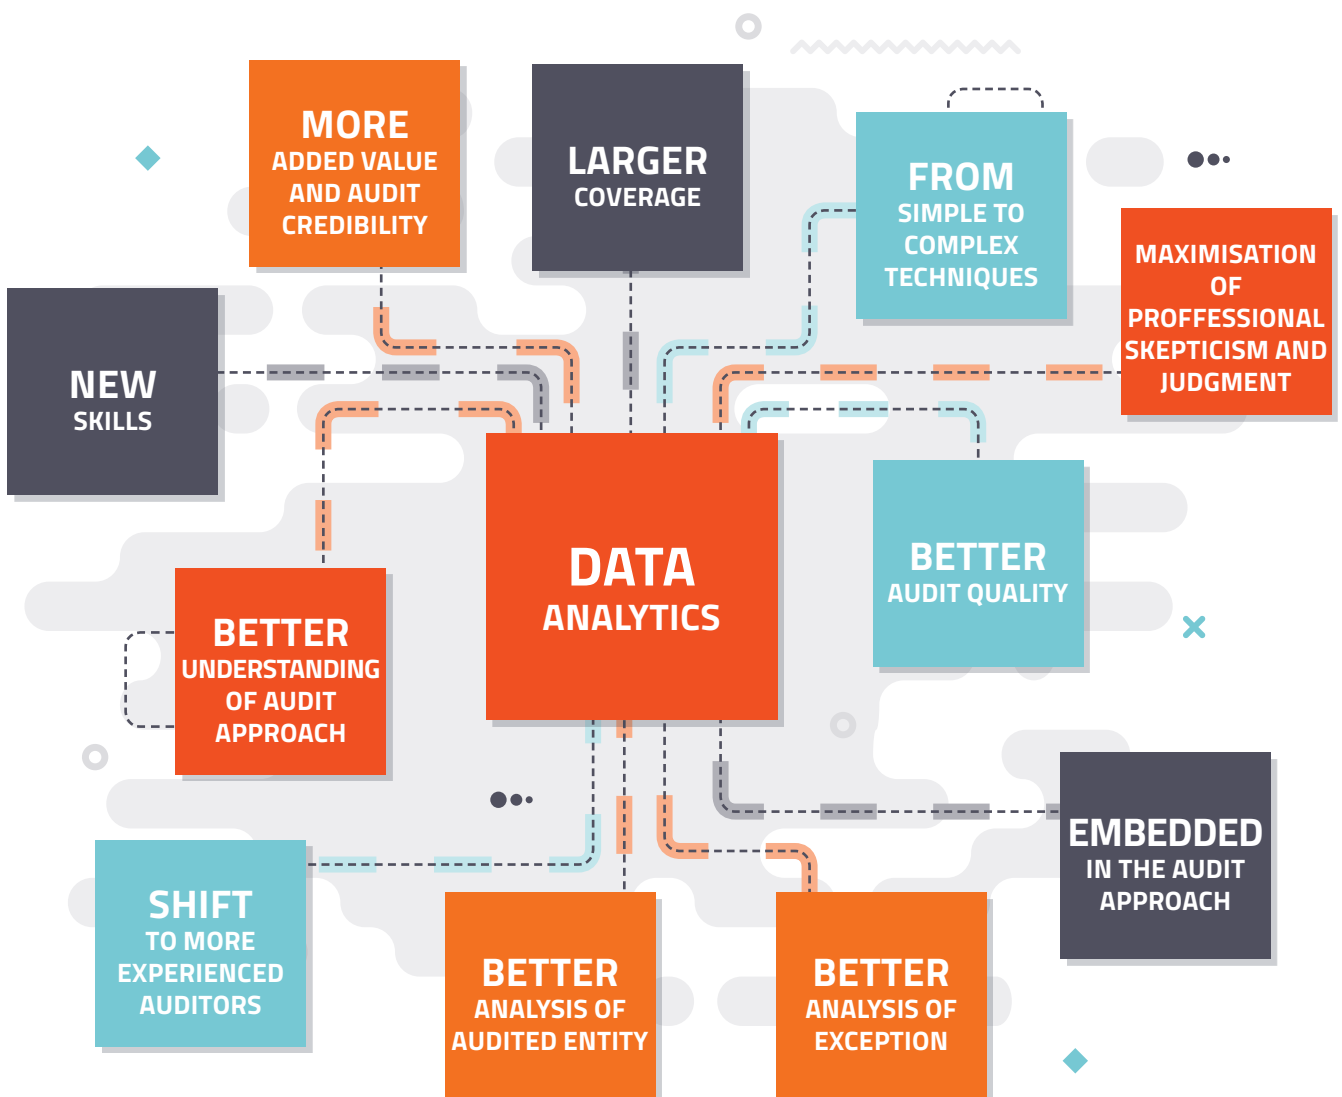 MORE
ADDED VALUE
AND AUDIT
CREDIBILITY
LARGER
COVERAGE
FROM
SIMPLE TO
COMPLEX
TECHNIQUES
MAXIMISATION
OF
PROFFESSIONAL
SKEPTICISM AND
JUDGMENT
NEW
SKILLS
DATA
ANALYTICS
BETTER
AUDIT QUALITY
BETTER
UNDERSTANDING
OF AUDIT
APPROACH
EMBEDDED
IN THE AUDIT
APPROACH
SHIFT
TO MORE
EXPERIENCED
AUDITORS
BETTER
ANALYSIS OF
AUDITED ENTITY
BETTER
ANALYSIS OF
EXCEPTION